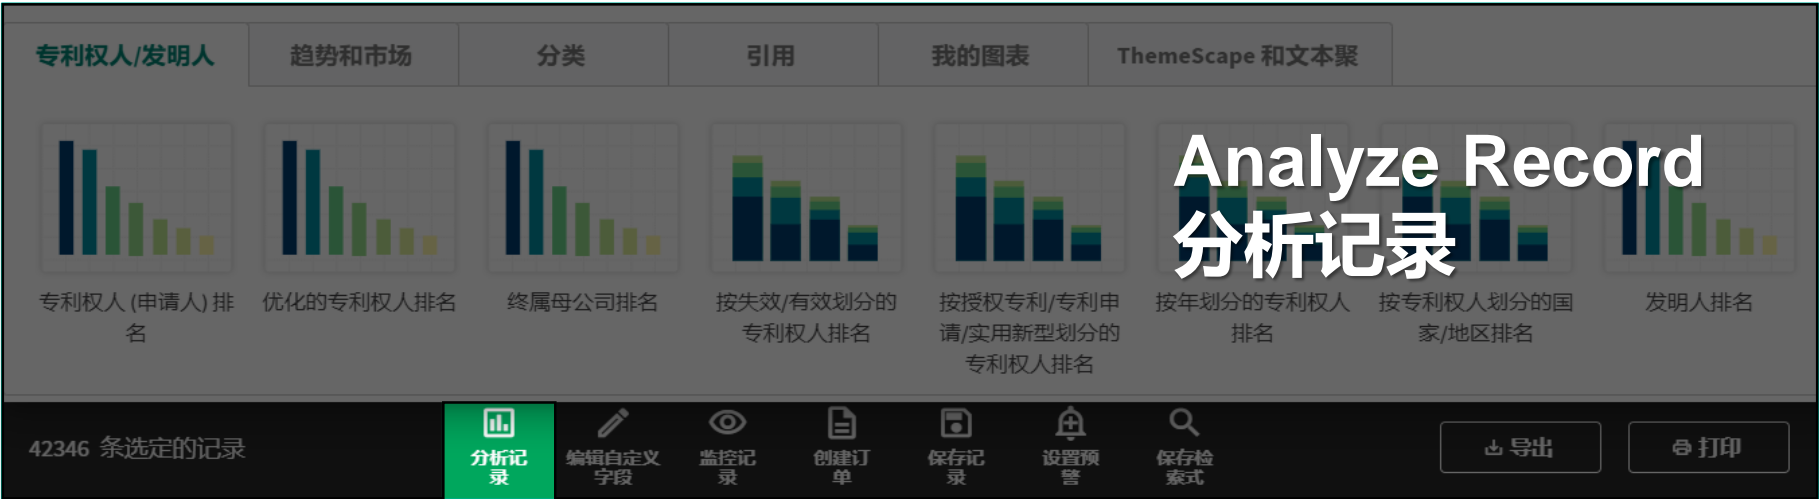 专利权人/发明人
趋势和市场
分类
引用
我的图表
ThemeScape 和文本聚
Analyze Record
分析记录
专利权人 (申请人) 排
名
优化的专利权人排名
终属母公司排名
按失效/有效划分的
专利权人排名
按授权专利/专利申
请/实用新型划分的
专利权人排名
按年划分的专利权人
排名
按专利权人划分的国
家/地区排名
发明人排名
42346 条选定的记录
分析记
录
编辑自定义
字段
监控记
录
创建订
单
保存记
录
设置预
警
保存检
索式
导出
打印